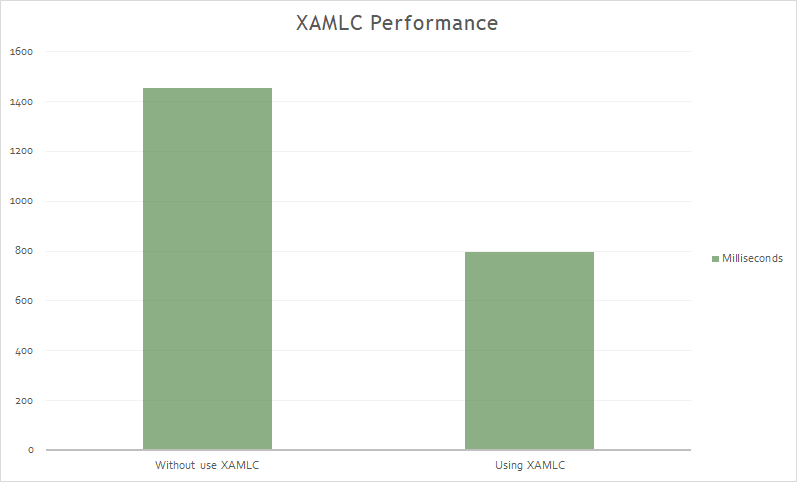 XAMLC Performance
1600
1400
1200
1000
800
600
400
200
0
Milliseconds
Without use XAMLC
Using XAMLC